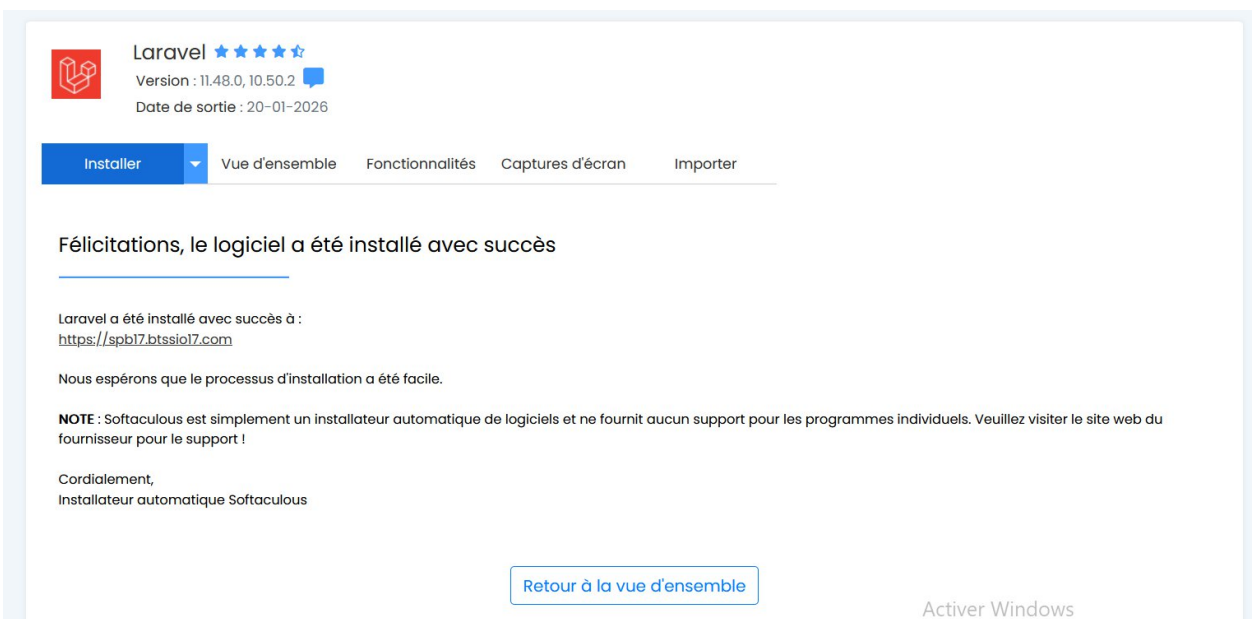 Laravel
Version : 11.48.0, 10.50.2
Date de sortie : 20-01-2026
Installer Vue d'ensemble Fonctionnalités Captures d'écran Importer
Félicitations, le logiciel a été installé avec succès
Laravel a été installé avec succès à :
https://spb17.btssio17.com
Nous espérons que le processus d'installation a été facile.
NOTE : Softaculous est simplement un installateur automatique de logiciels et ne fournit aucun support pour les programmes individuels. Veuillez visiter le site web du
fournisseur pour le support !
Cordialement,
Installateur automatique Softaculous
Retour à la vue d'ensemble
Activer Windows